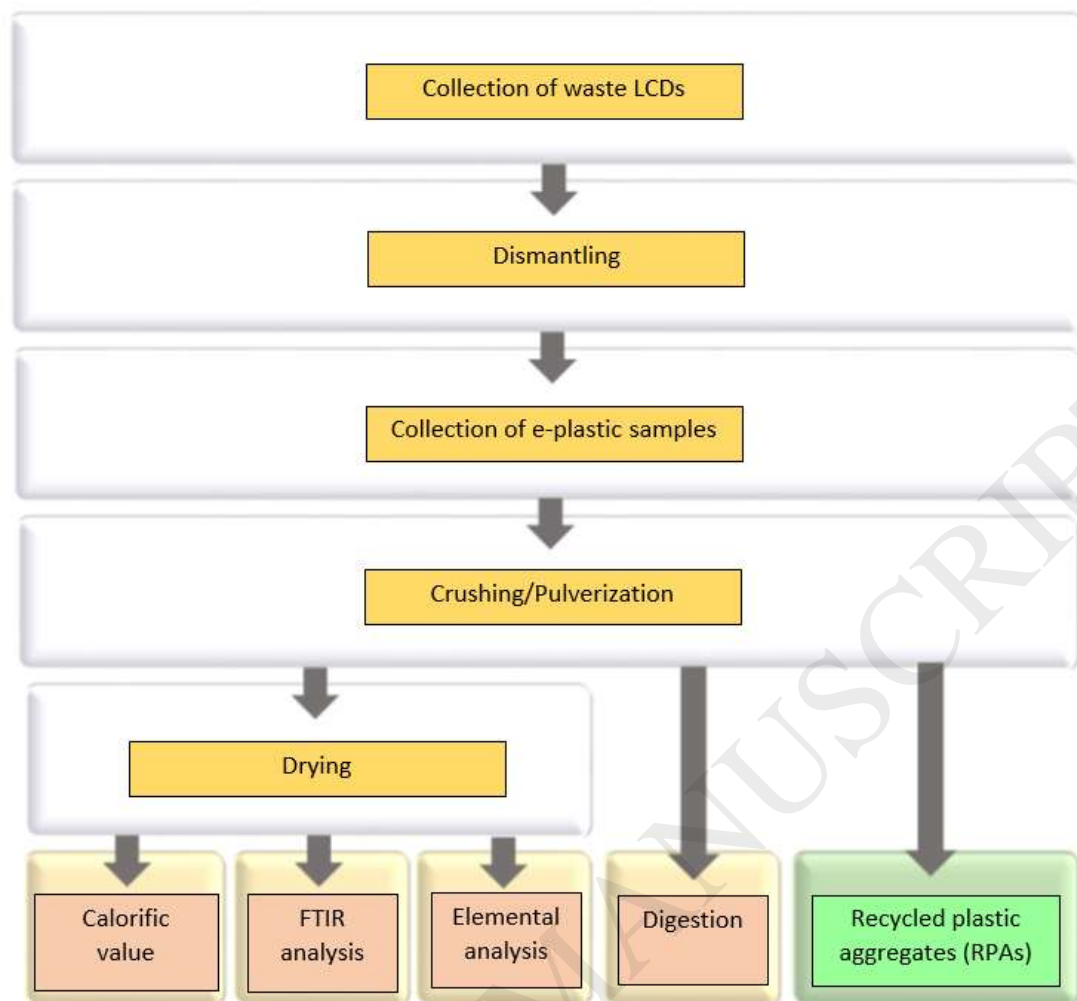 Collection of waste LCDs
Dismantling
Collection of e-plastic samples
Crushing/Pulverization
Drying
Calorific
value
FTIR
analysis
Elemental
analysis
Digestion
Recycled plastic
aggregates (RPAs)
MANUSCRIP